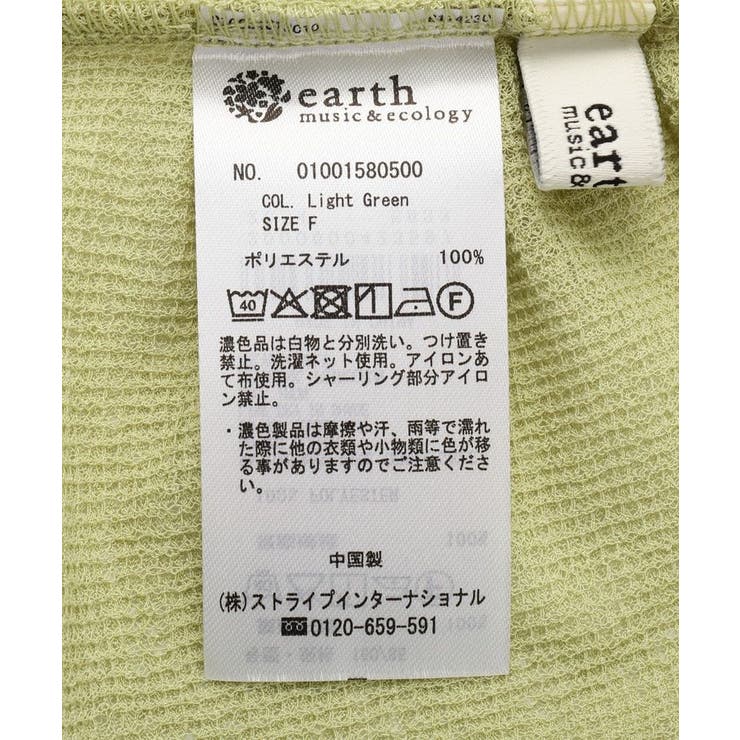 earth
music & ecology
NO. 01001580500
COL. Light Green
SIZE F
ポリエステル 100%
40 F
濃色品は白物と分別洗い。つけ置き
禁止。洗濯ネット使用。アイロンあ
て布使用。シャーリング部分アイロ
ン禁止。
・濃色製品は摩擦や汗、雨等で濡れ
た際に他の衣類や小物類に色が移
る事がありますのでご注意くださ
い。
中国製
(株)ストライプインターナショナル
0120-659-591
ear
music &